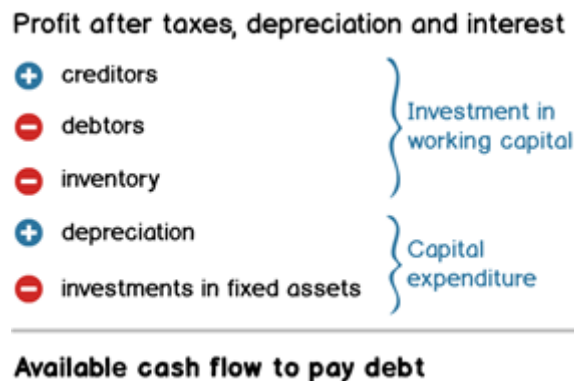 Profit after taxes, depreciation and interest
+ creditors
− debtors
− inventory
Investment in
working capital
+ depreciation
− investments in fixed assets
Capital
expenditure
Available cash flow to pay debt